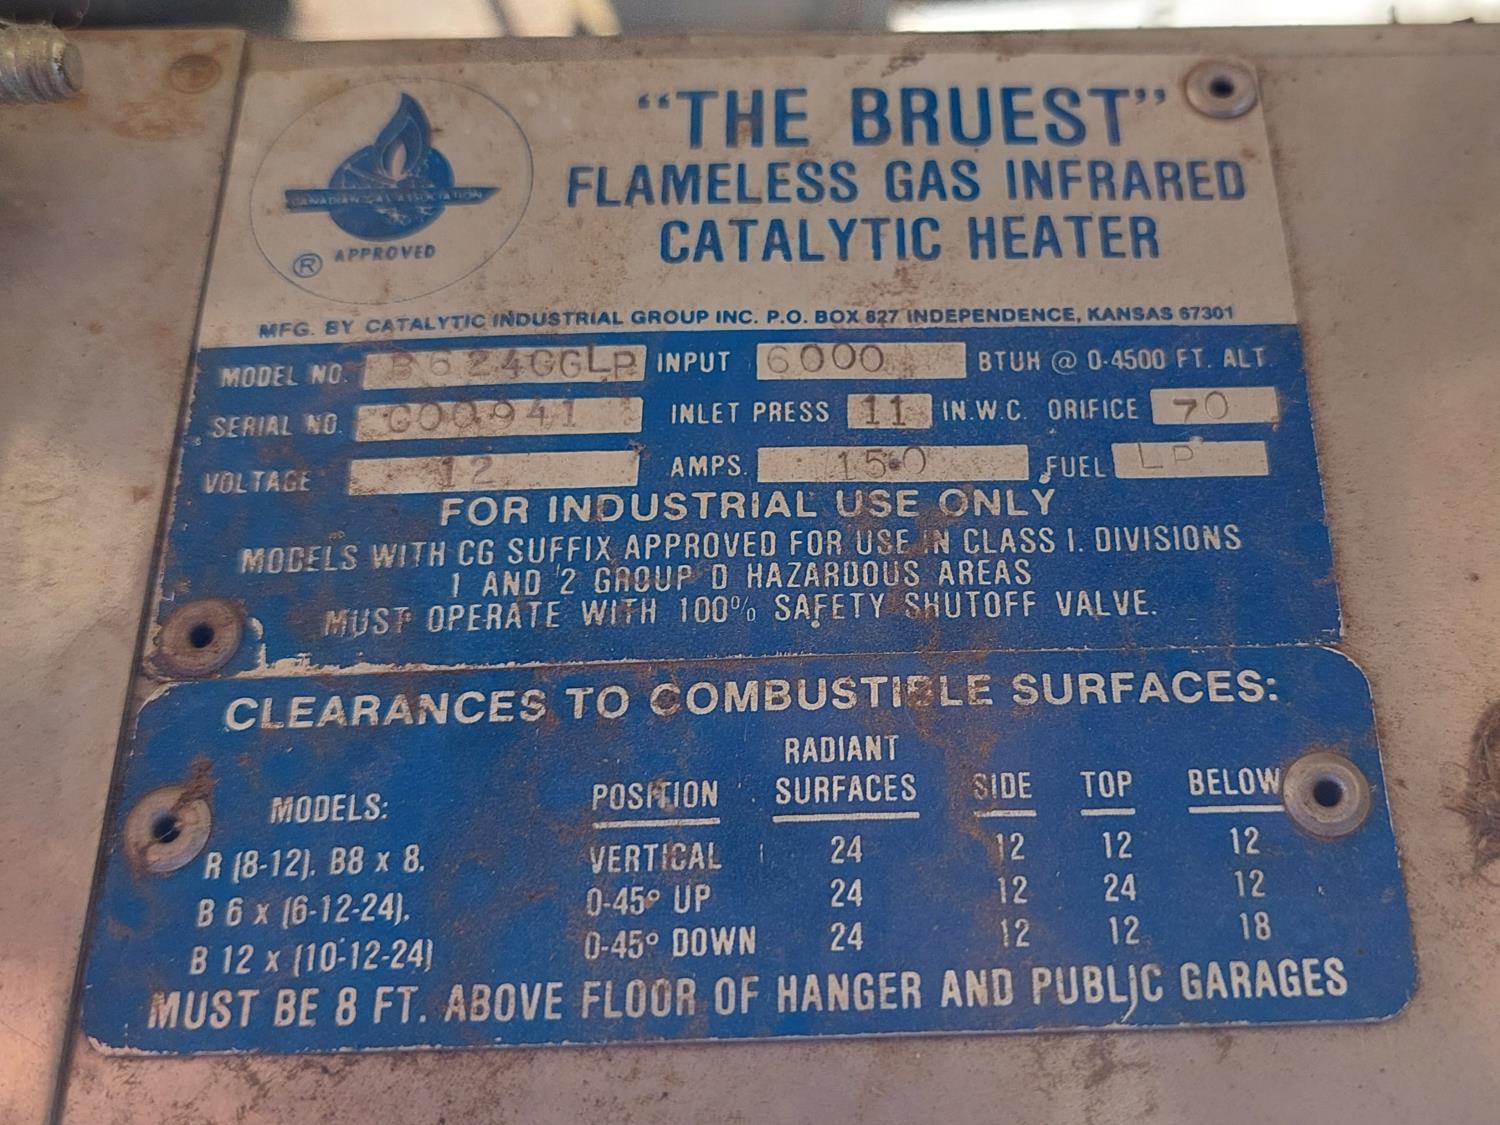 CANADIAN GAS ASSOCIATION
® APPROVED
"THE BRUEST"
FLAMELESS GAS INFRARED
CATALYTIC HEATER
MFG. BY CATALYTIC INDUSTRIAL GROUP INC. P.O. BOX 827 INDEPENDENCE, KANSAS 67301
MODEL NO. INPUT 6000 BTUH @ 0-4500 FT. ALT.
SERIAL NO. INLET PRESS 11 IN.W.C. ORIFICE 70
VOLTAGE 12 AMPS. 15.0 FUEL LP
FOR INDUSTRIAL USE ONLY
MODELS WITH CG SUFFIX APPROVED FOR USE IN CLASS I. DIVISIONS
1 AND 2 GROUP D HAZARDOUS AREAS
MUST OPERATE WITH 100% SAFETY SHUTOFF VALVE.
CLEARANCES TO COMBUSTIBLE SURFACES:
MODELS: POSITION RADIANT SURFACES SIDE TOP BELOW
R (8-12). B8 x 8. VERTICAL 24 12 12 12
B 6 x (6-12-24). 0-45° UP 24 12 24 12
B 12 x (10-12-24) 0-45° DOWN 24 12 12 18
MUST BE 8 FT. ABOVE FLOOR OF HANGER AND PUBLIC GARAGES